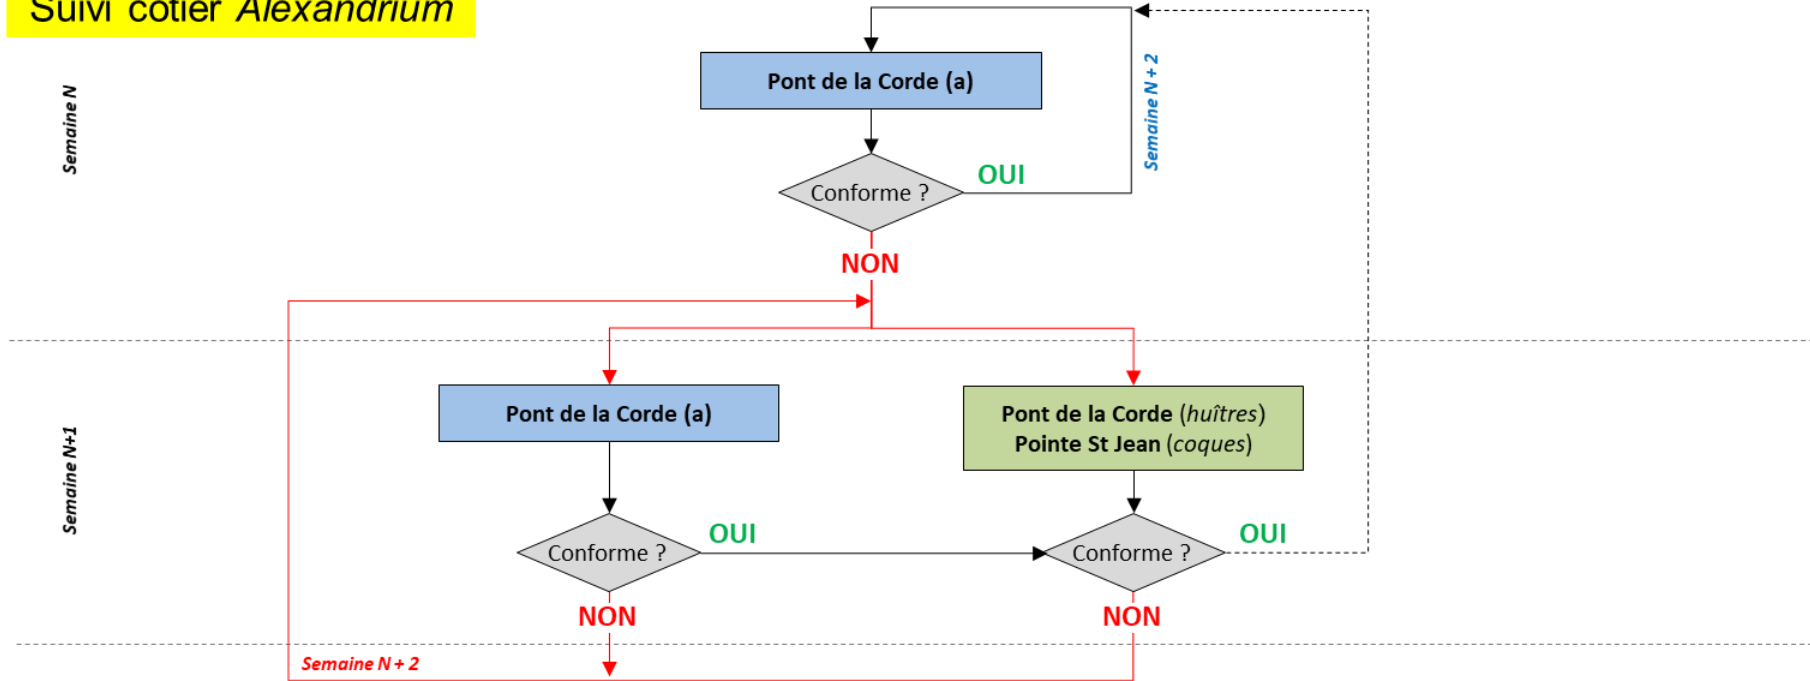 Suivi côtier Alexandrium
Semaine N
Pont de la Corde (a)
Semaine N + 2
Conforme ?
OUI
NON
Semaine N+1
Pont de la Corde (a)
Pont de la Corde (huîtres)
Pointe St Jean (coques)
Conforme ?
OUI
Conforme ?
OUI
NON
NON
Semaine N + 2